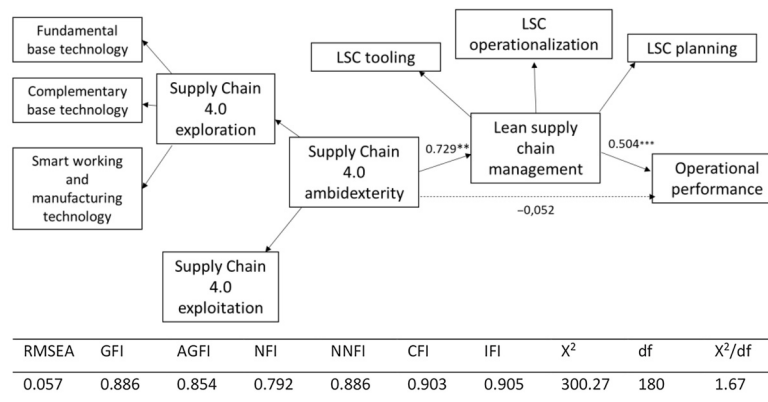 Fundamental
base technology
Complementary
base technology
Smart working
and
manufacturing
technology
Supply Chain
4.0
exploration
Supply Chain
4.0
ambidexterity
Supply Chain
4.0
exploitation
LSC tooling
LSC
operationalization
LSC planning
0.729**
Lean supply
chain
management
0.504***
Operational
performance
−0,052
RMSEA GFI AGFI NFI NNFI CFI IFI X² df X²/df
0.057 0.886 0.854 0.792 0.886 0.903 0.905 300.27 180 1.67